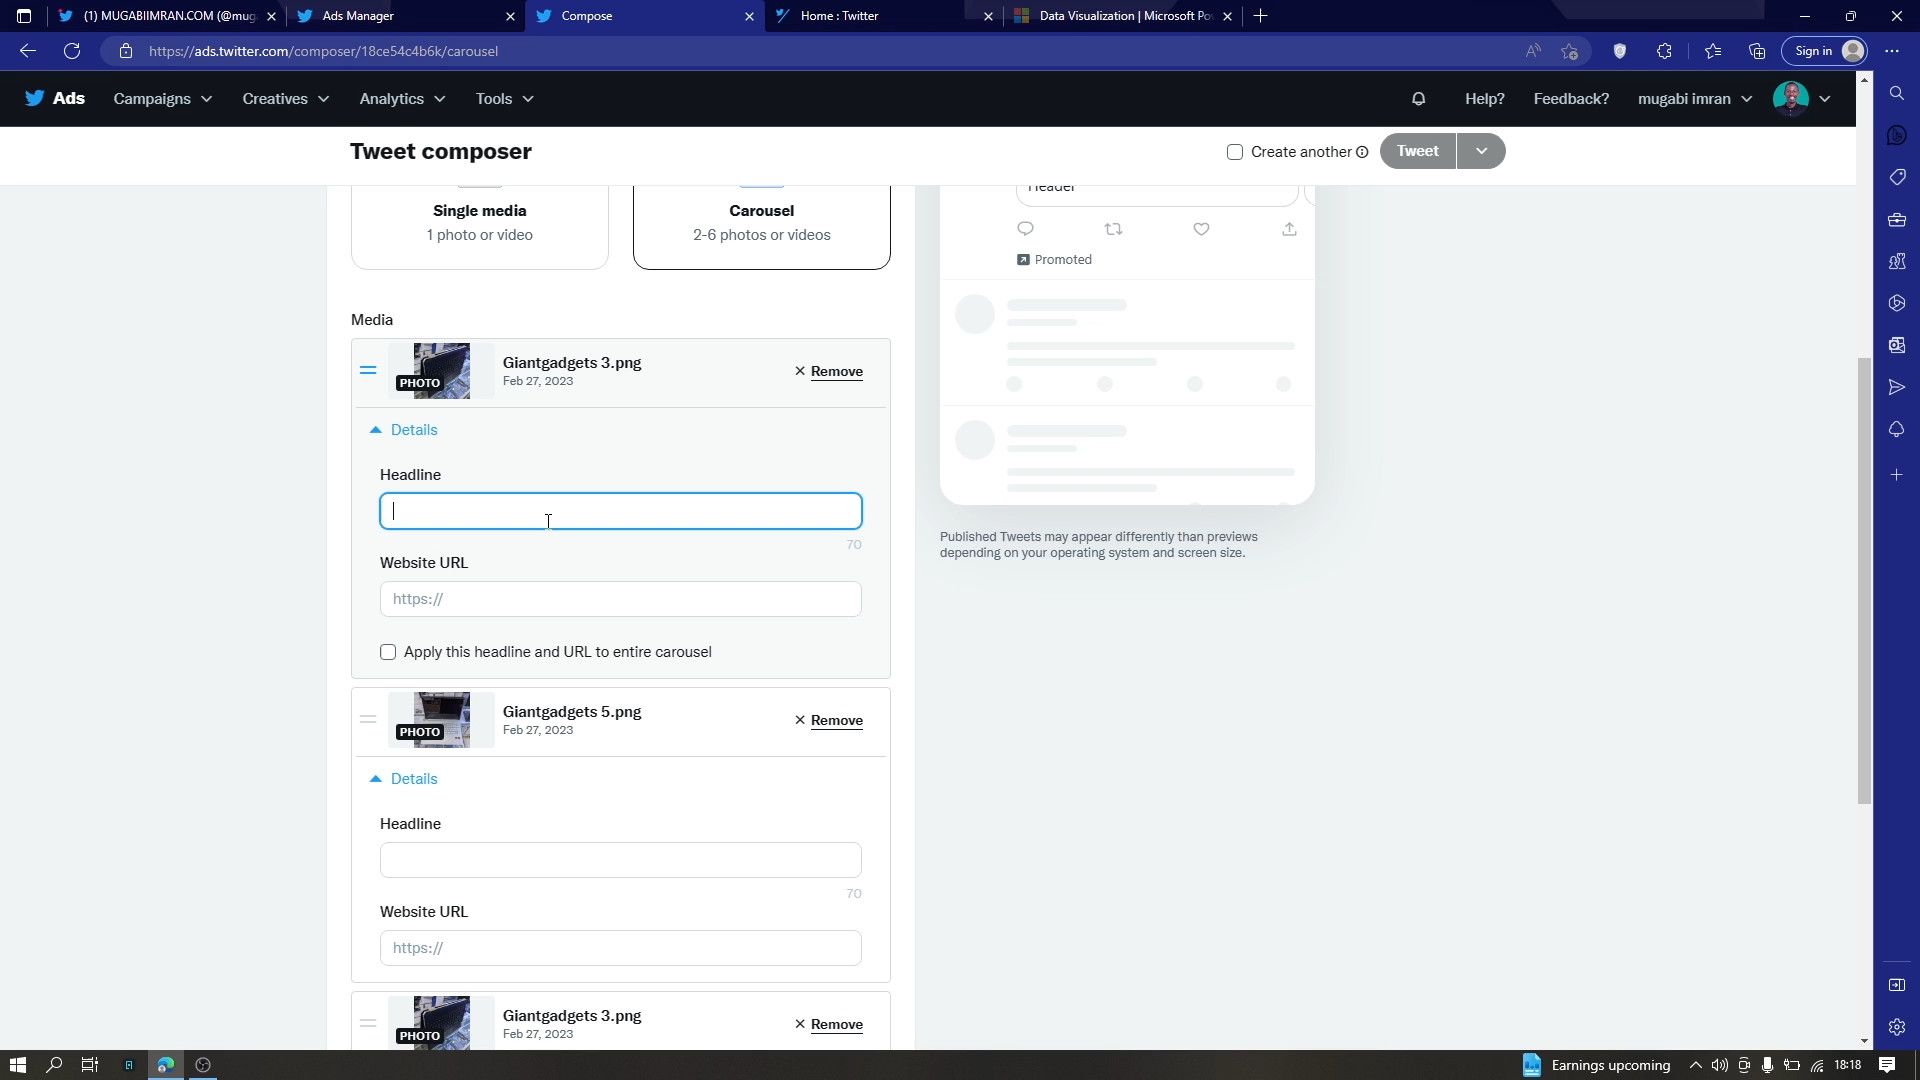 (1) MUGABIIMRAN.COM (@mug
Ads Manager
Compose
Home : Twitter
Data Visualization | Microsoft Po
https://ads.twitter.com/composer/18ce54c4b6k/carousel
Sign in
Ads
Campaigns
Creatives
Analytics
Tools
Help?
Feedback?
mugabi imran
Tweet composer
Create another
Tweet
Single media
1 photo or video
Carousel
2-6 photos or videos
Header
Promoted
Media
PHOTO
Giantgadgets 3.png
Feb 27, 2023
Remove
Details
Headline
70
Website URL
https://
Apply this headline and URL to entire carousel
Published Tweets may appear differently than previews
depending on your operating system and screen size.
PHOTO
Giantgadgets 5.png
Feb 27, 2023
Remove
Details
Headline
70
Website URL
https://
PHOTO
Giantgadgets 3.png
Feb 27, 2023
Remove
Earnings upcoming
18:18